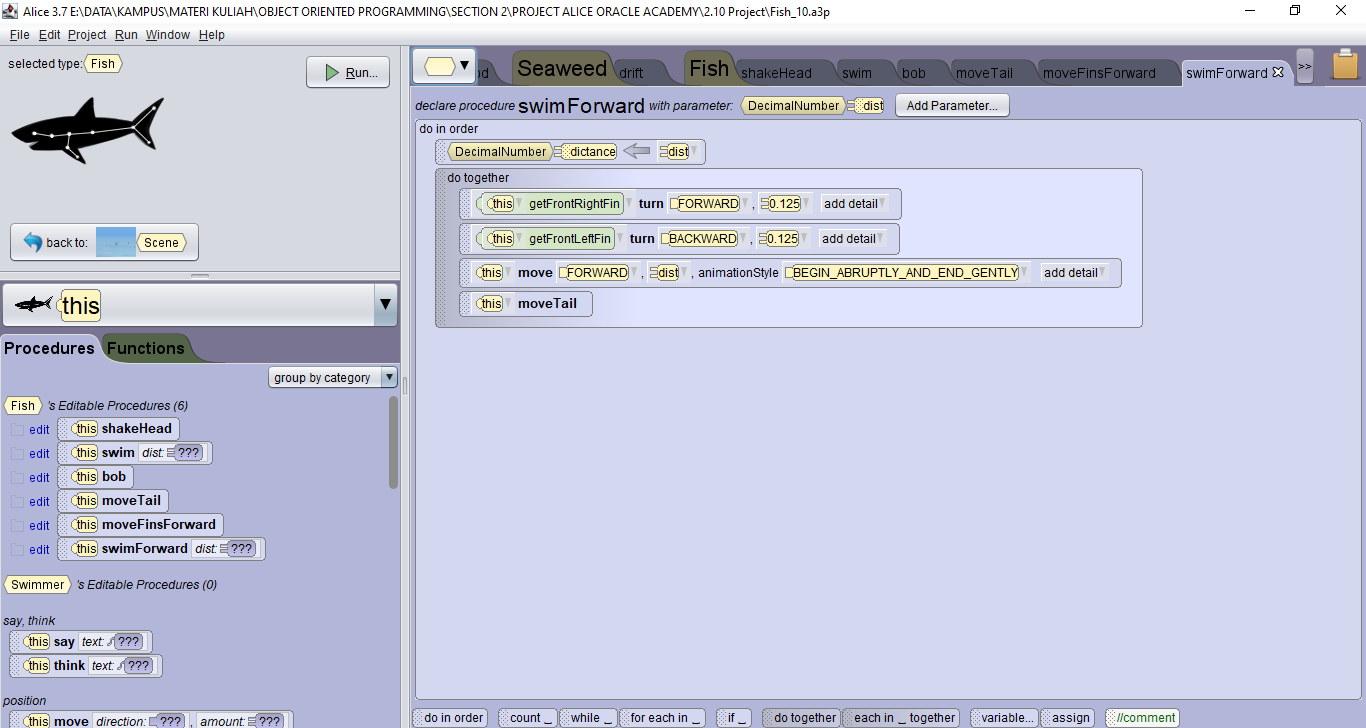 Alice 3.7 E:\DATA\KAMPUS\MATERI KULIAH\OBJECT ORIENTED PROGRAMMING\SECTION 2\PROJECT ALICE ORACLE ACADEMY\2.10 Project\Fish_10.a3p
File Edit Project Run Window Help
selected type: Fish
Run...
back to: Scene
this
Procedures Functions
group by category
Fish 's Editable Procedures (6)
edit this shakeHead
edit this swim dist: ???
edit this bob
edit this moveTail
edit this moveFinsForward
edit this swimForward dist: ???
Swimmer 's Editable Procedures (0)
say, think
this say text: ???
this think text: ???
position
this move direction: ??? , amount: ???
od Seaweed drift Fish shakeHead swim bob moveTail moveFinsForward swimForward >>
declare procedure swimForward with parameter: DecimalNumber dist Add Parameter...
do in order
DecimalNumber dictance dist
do together
this getFrontRightFin turn FORWARD , 0.125 add detail
this getFrontLeftFin turn BACKWARD , 0.125 add detail
this move FORWARD , dist , animationStyle BEGIN_ABRUPTLY_AND_END_GENTLY add detail
this moveTail
do in order count _ while _ for each in _ if _ do together each in _ together variable... assign //comment